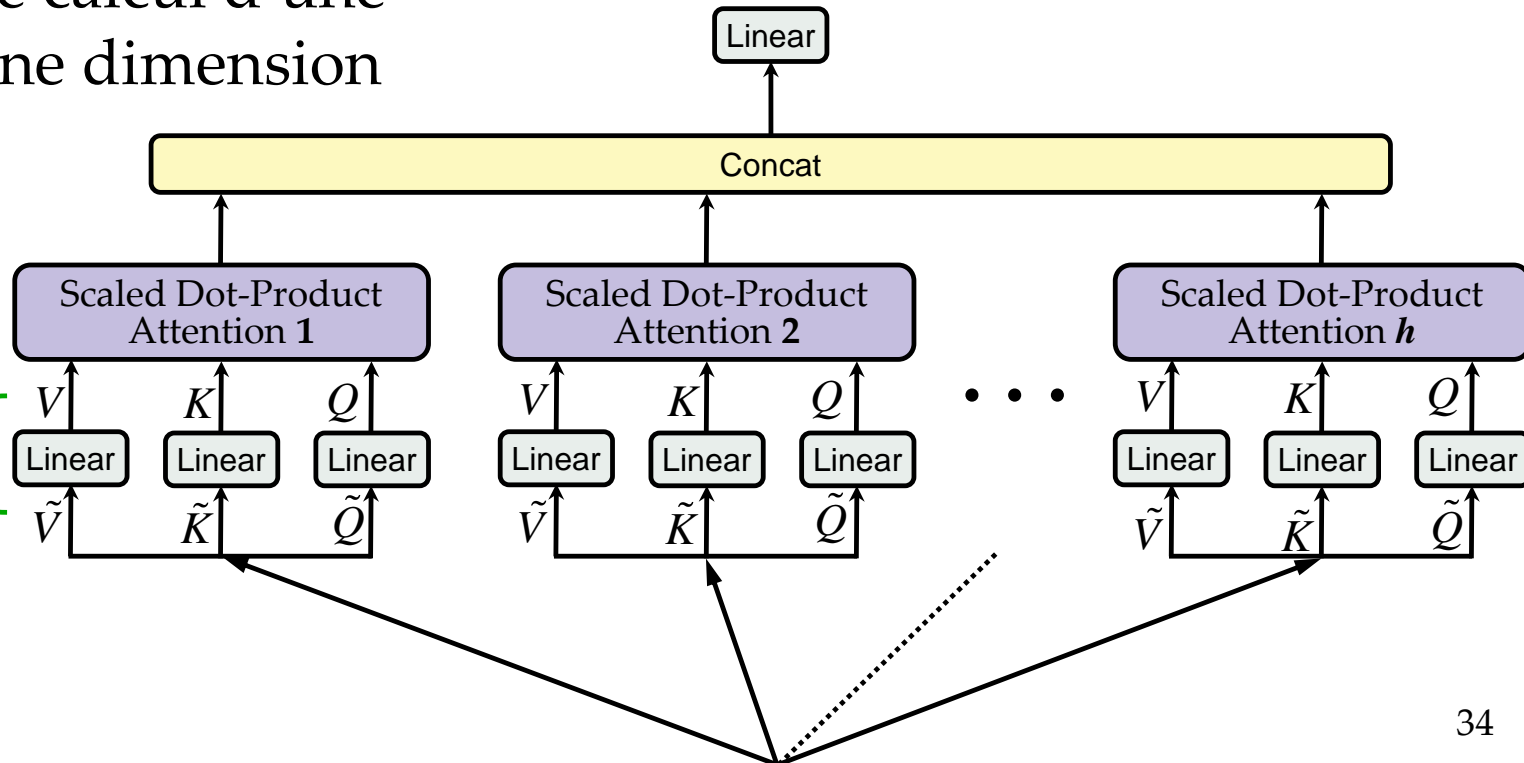 e calcul d'une
ne dimension
Linear
Concat
Scaled Dot-Product
Attention 1
Scaled Dot-Product
Attention 2
Scaled Dot-Product
Attention h
V K Q V K Q • • • V K Q
Linear Linear Linear Linear Linear Linear Linear Linear Linear
Ṽ K̃ Q̃ Ṽ K̃ Q̃ Ṽ K̃ Q̃
34